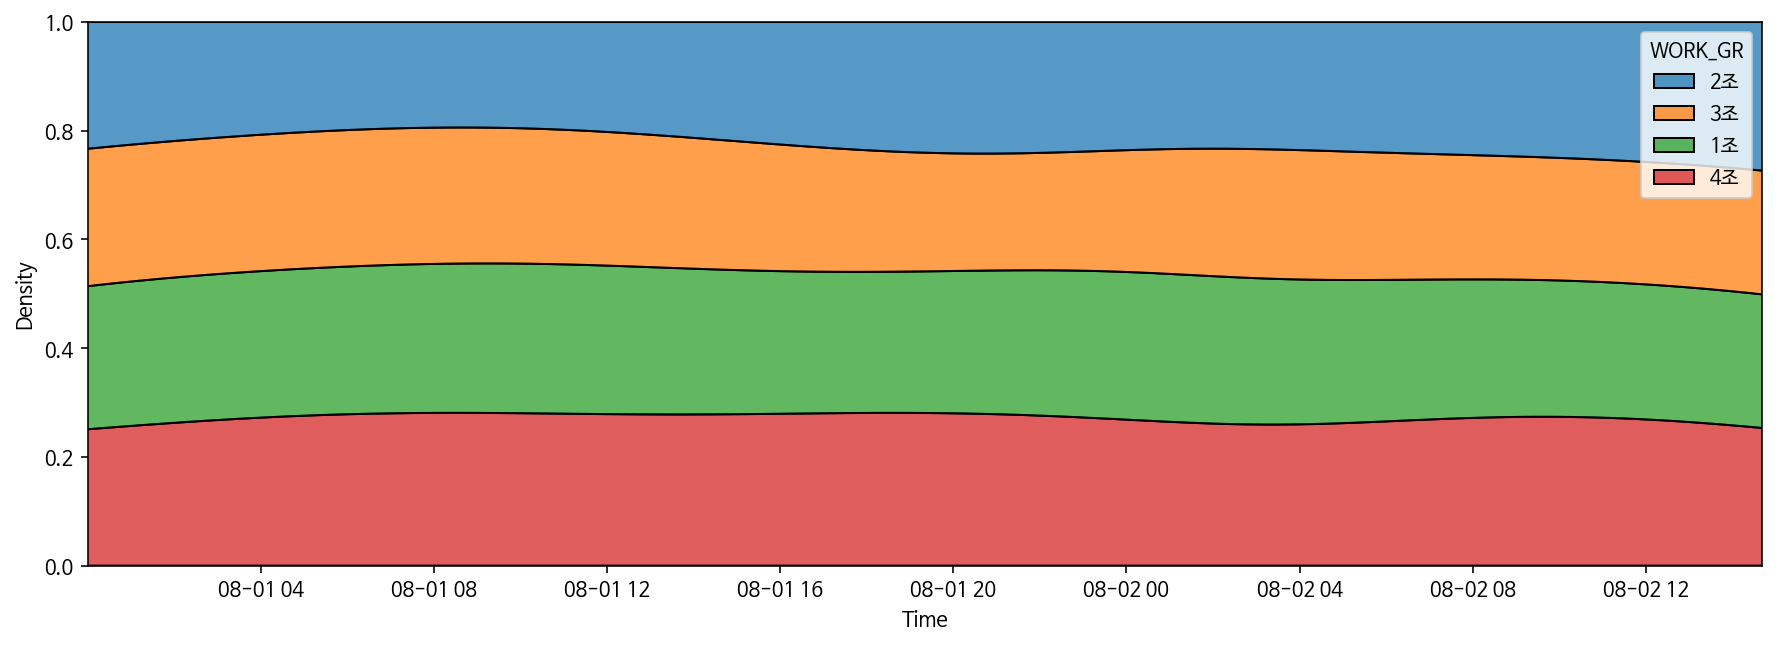 1.0
0.8
0.6
0.4
0.2
0.0
Density
WORK_GR
2조
3조
1조
4조
08-01 04
08-01 08
08-01 12
08-01 16
08-01 20
08-02 00
08-02 04
08-02 08
08-02 12
Time